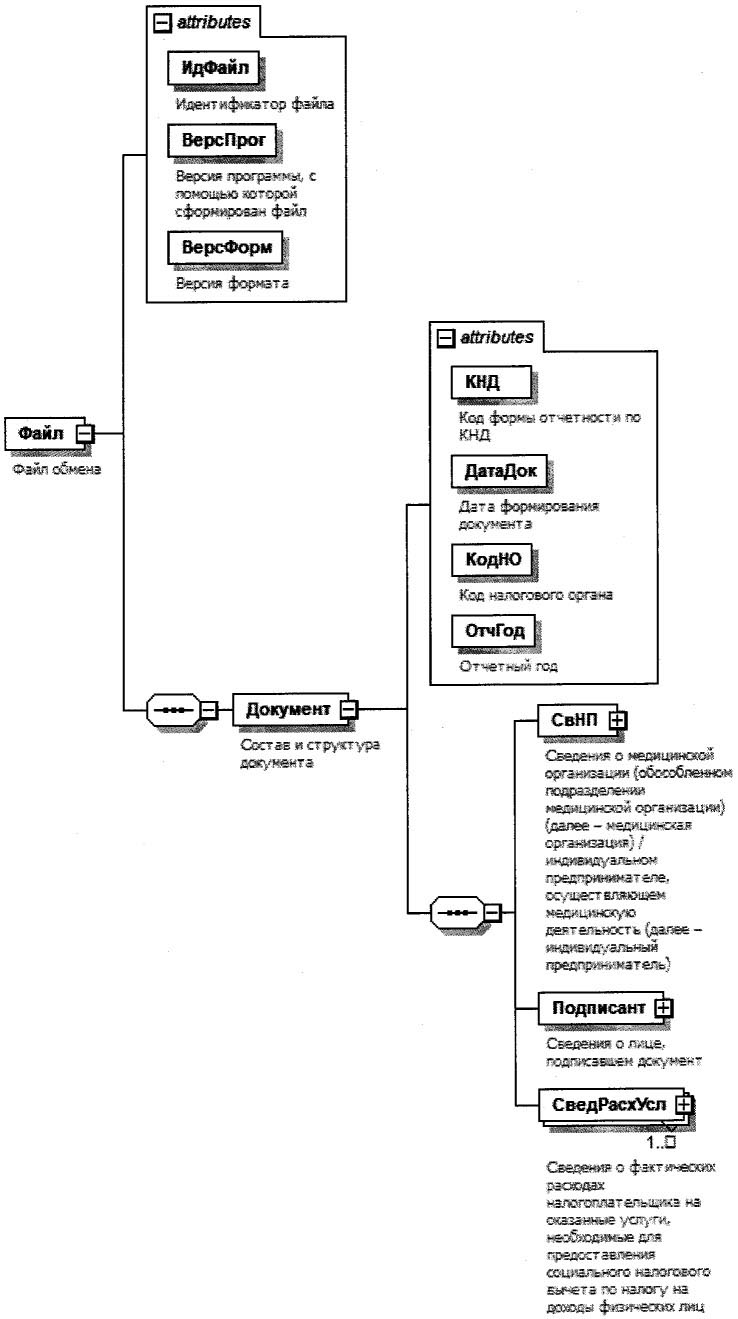 attributes
ИдФайл
Идентификатор файла
ВерсПрог
Версия программы, с
помощью которой
сформирован файл
ВерсФорм
Версия формата
attributes
КНД
Код формы отчетности по
КНД
ДатаДок
Дата формирования
документа
КодНО
Код налогового органа
ОтчГод
Отчетный год
Файл
Файл обмена
Документ
Состав и структура
документа
СвНП
Сведения о медицинской
организации (обособленном
подразделении
медицинской организации)
(далее – медицинская
организация) /
индивидуальном
предпринимателе,
осуществляющем
медицинскую
деятельность (далее –
индивидуальный
предприниматель)
Подписант
Сведения о лице,
подписавшем документ
СведРасхУсл
1..□
Сведения о фактических
расходах
налогоплательщика на
оказанные услуги,
необходимые для
предоставления
социального налогового
вычета по налогу на
доходы физических лиц